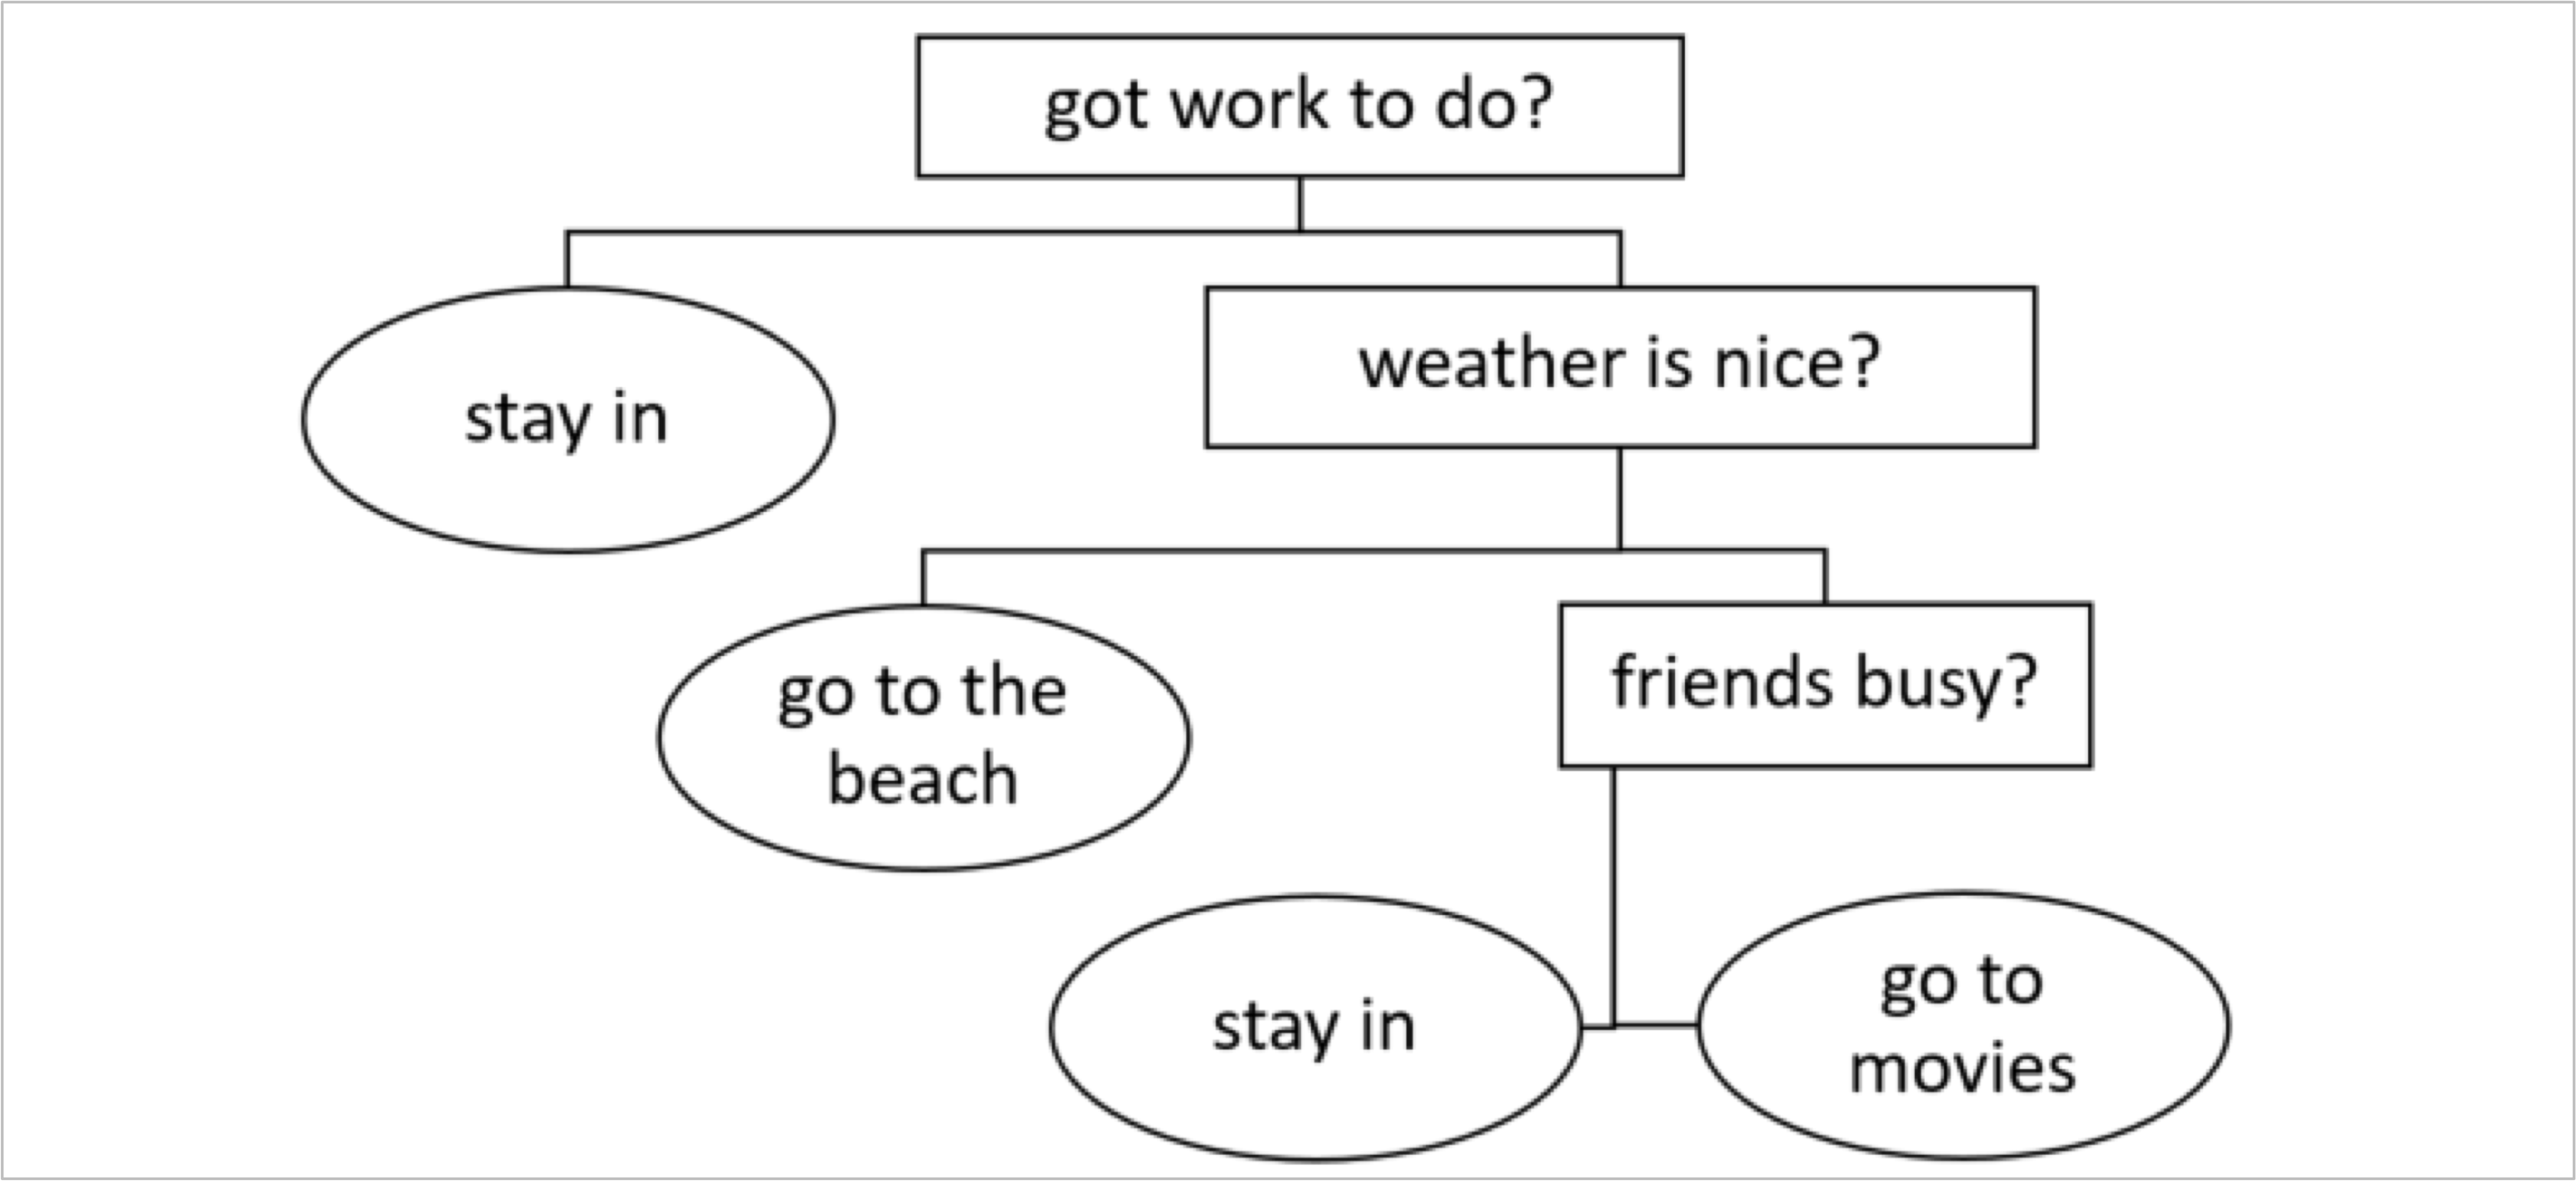 got work to do?
stay in
weather is nice?
go to the
beach
friends busy?
stay in
go to
movies